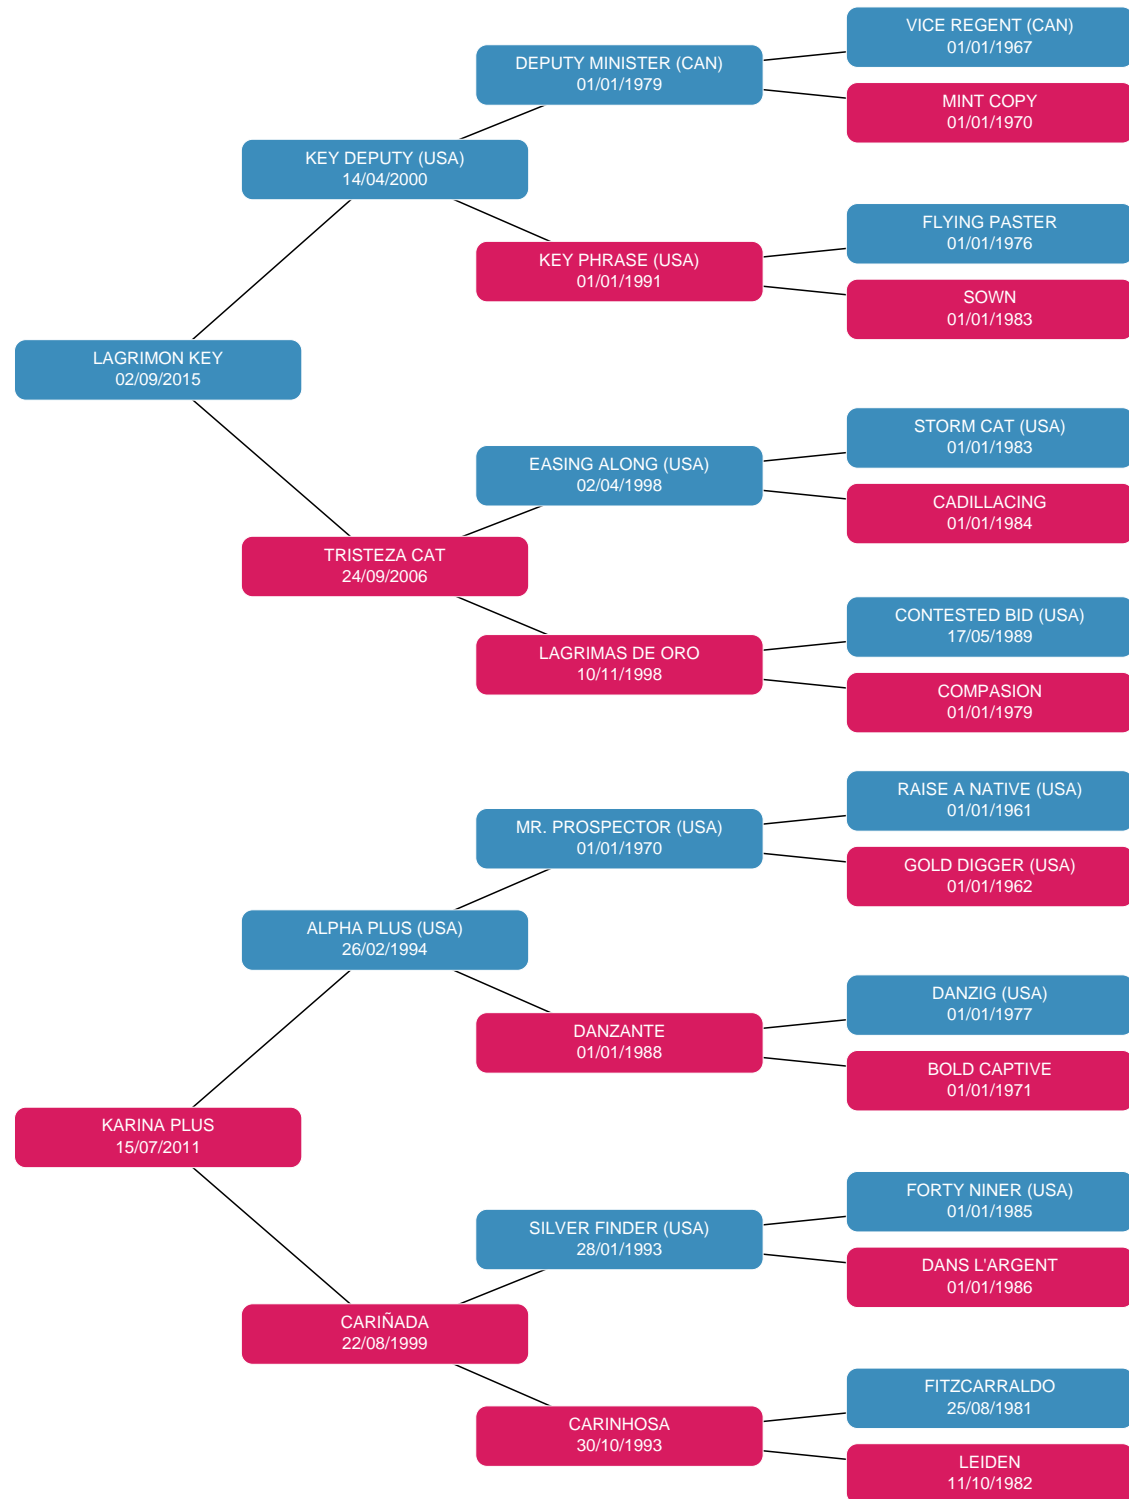 VICE REGENT (CAN)
01/01/1967
DEPUTY MINISTER (CAN)
01/01/1979
MINT COPY
01/01/1970
KEY DEPUTY (USA)
14/04/2000
FLYING PASTER
01/01/1976
KEY PHRASE (USA)
01/01/1991
SOWN
01/01/1983
LAGRIMON KEY
02/09/2015
STORM CAT (USA)
01/01/1983
EASING ALONG (USA)
02/04/1998
CADILLACING
01/01/1984
TRISTEZA CAT
24/09/2006
CONTESTED BID (USA)
17/05/1989
LAGRIMAS DE ORO
10/11/1998
COMPASION
01/01/1979
RAISE A NATIVE (USA)
01/01/1961
MR. PROSPECTOR (USA)
01/01/1970
GOLD DIGGER (USA)
01/01/1962
ALPHA PLUS (USA)
26/02/1994
DANZIG (USA)
01/01/1977
DANZANTE
01/01/1988
BOLD CAPTIVE
01/01/1971
KARINA PLUS
15/07/2011
FORTY NINER (USA)
01/01/1985
SILVER FINDER (USA)
28/01/1993
DANS L'ARGENT
01/01/1986
CARIÑADA
22/08/1999
FITZCARRALDO
25/08/1981
CARINHOSA
30/10/1993
LEIDEN
11/10/1982